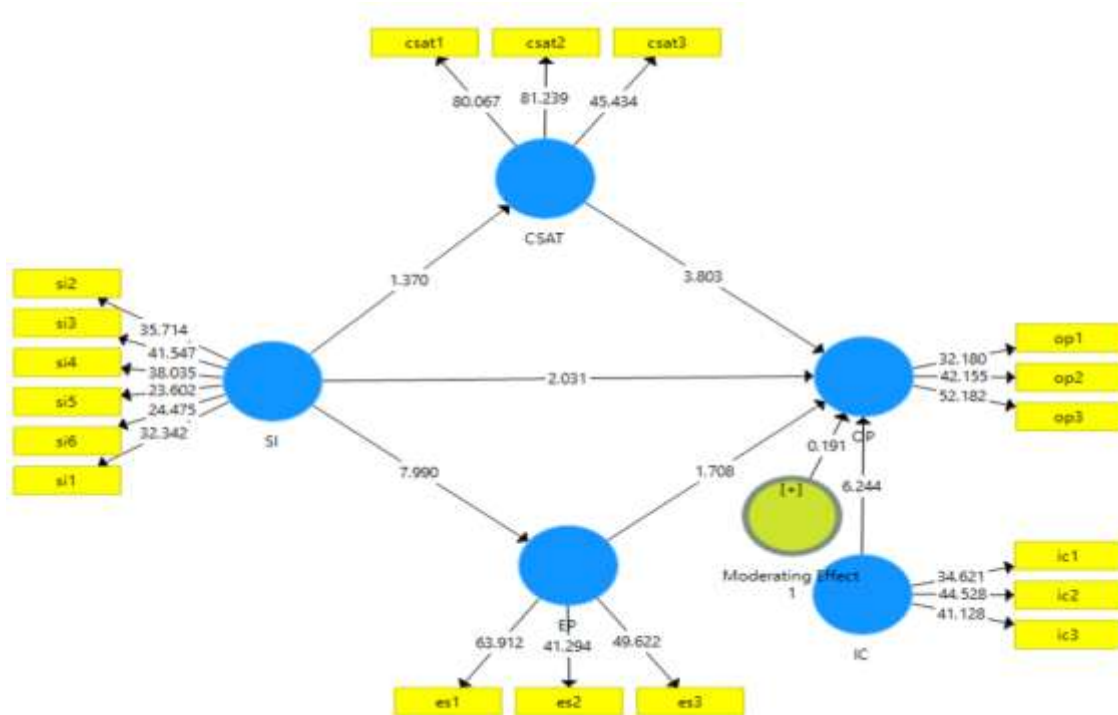 csat1 csat2 csat3
80.067 81.239 45.434
CSAT
1.370
3.803
si2
si3
si4
si5
si6
si1
35.714
41.547
38.035
23.602
24.475
32.342
SI
2.031
op1
op2
op3
32.180
42.155
52.182
OP
7.990
1.708
0.191
6.244
[+]
Moderating Effect
1
EP
63.912 41.294 49.622
es1 es2 es3
34.621
44.528
41.128
ic1
ic2
ic3
IC